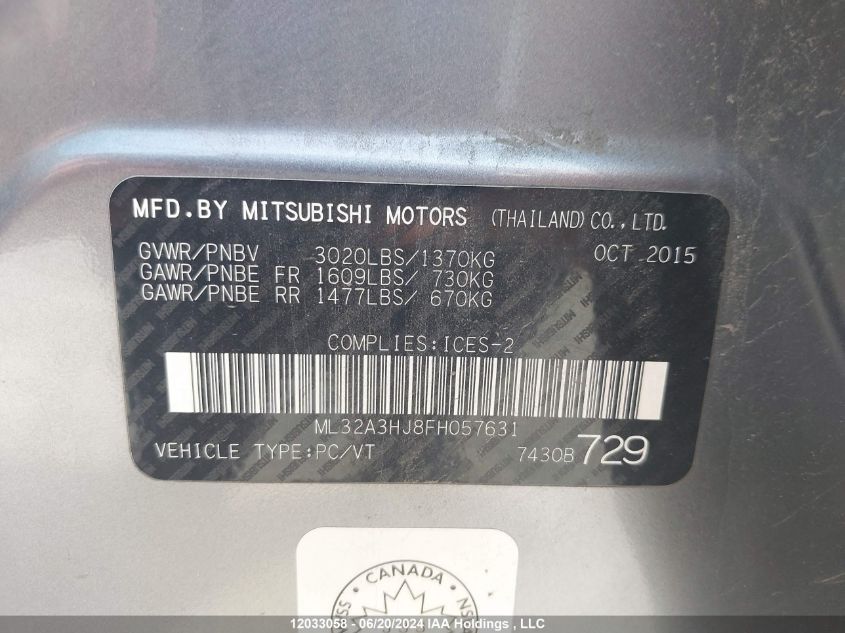 MFD.BY MITSUBISHI MOTORS (THAILAND) CO.,LTD.
GVWR/PNBV 3020LBS/1370KG OCT 2015
GAWR/PNBE FR 1609LBS/ 730KG
GAWR/PNBE RR 1477LBS/ 670KG
COMPLIES:ICES-2
ML32A3HJ8FH057631
VEHICLE TYPE:PC/VT 7430B 729
CANADA
12033058 - 06/20/2024 IAA Holdings, LLC